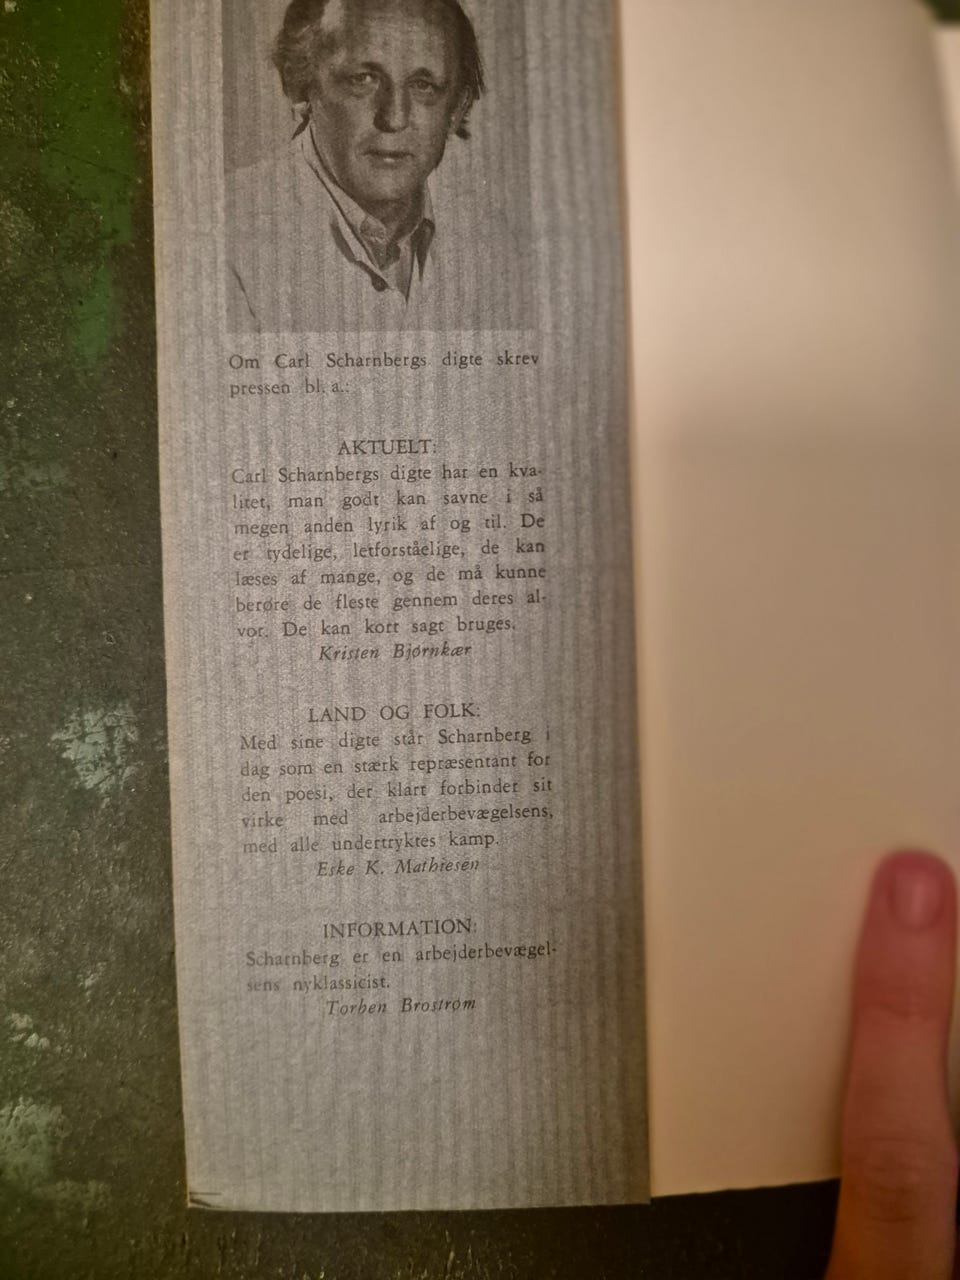 Om Carl Scharnbergs digte skrev
pressen bl. a.:
AKTUELT:
Carl Scharnbergs digte har en kva-
litet, man godt kan savne i så
megen anden lyrik af og til. De
er tydelige, letforståelige, de kan
læses af mange, og de må kunne
berøre de fleste gennem deres al-
vor. De kan kort sagt bruges.
Kristen Bjørnkær
LAND OG FOLK:
Med sine digte står Scharnberg i
dag som en stærk repræsentant for
den poesi, der klart forbinder sit
virke med arbejderbevægelsens,
med alle undertryktes kamp.
Eske K. Mathiesen
INFORMATION:
Scharnberg er en arbejderbevægel-
sens nyklassicist.
Torben Brostrøm